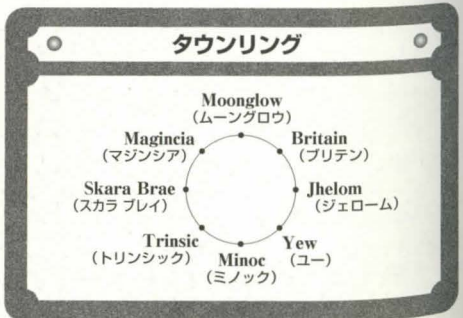 タウンリング
Moonglow
(ムーングロウ)
Magincia
(マジンシア)
Britain
(ブリテン)
Skara Brae
(スカラ ブレイ)
Jhelom
(ジェローム)
Trinsic
(トリンシック)
Yew
(ユー)
Minoc
(ミノック)